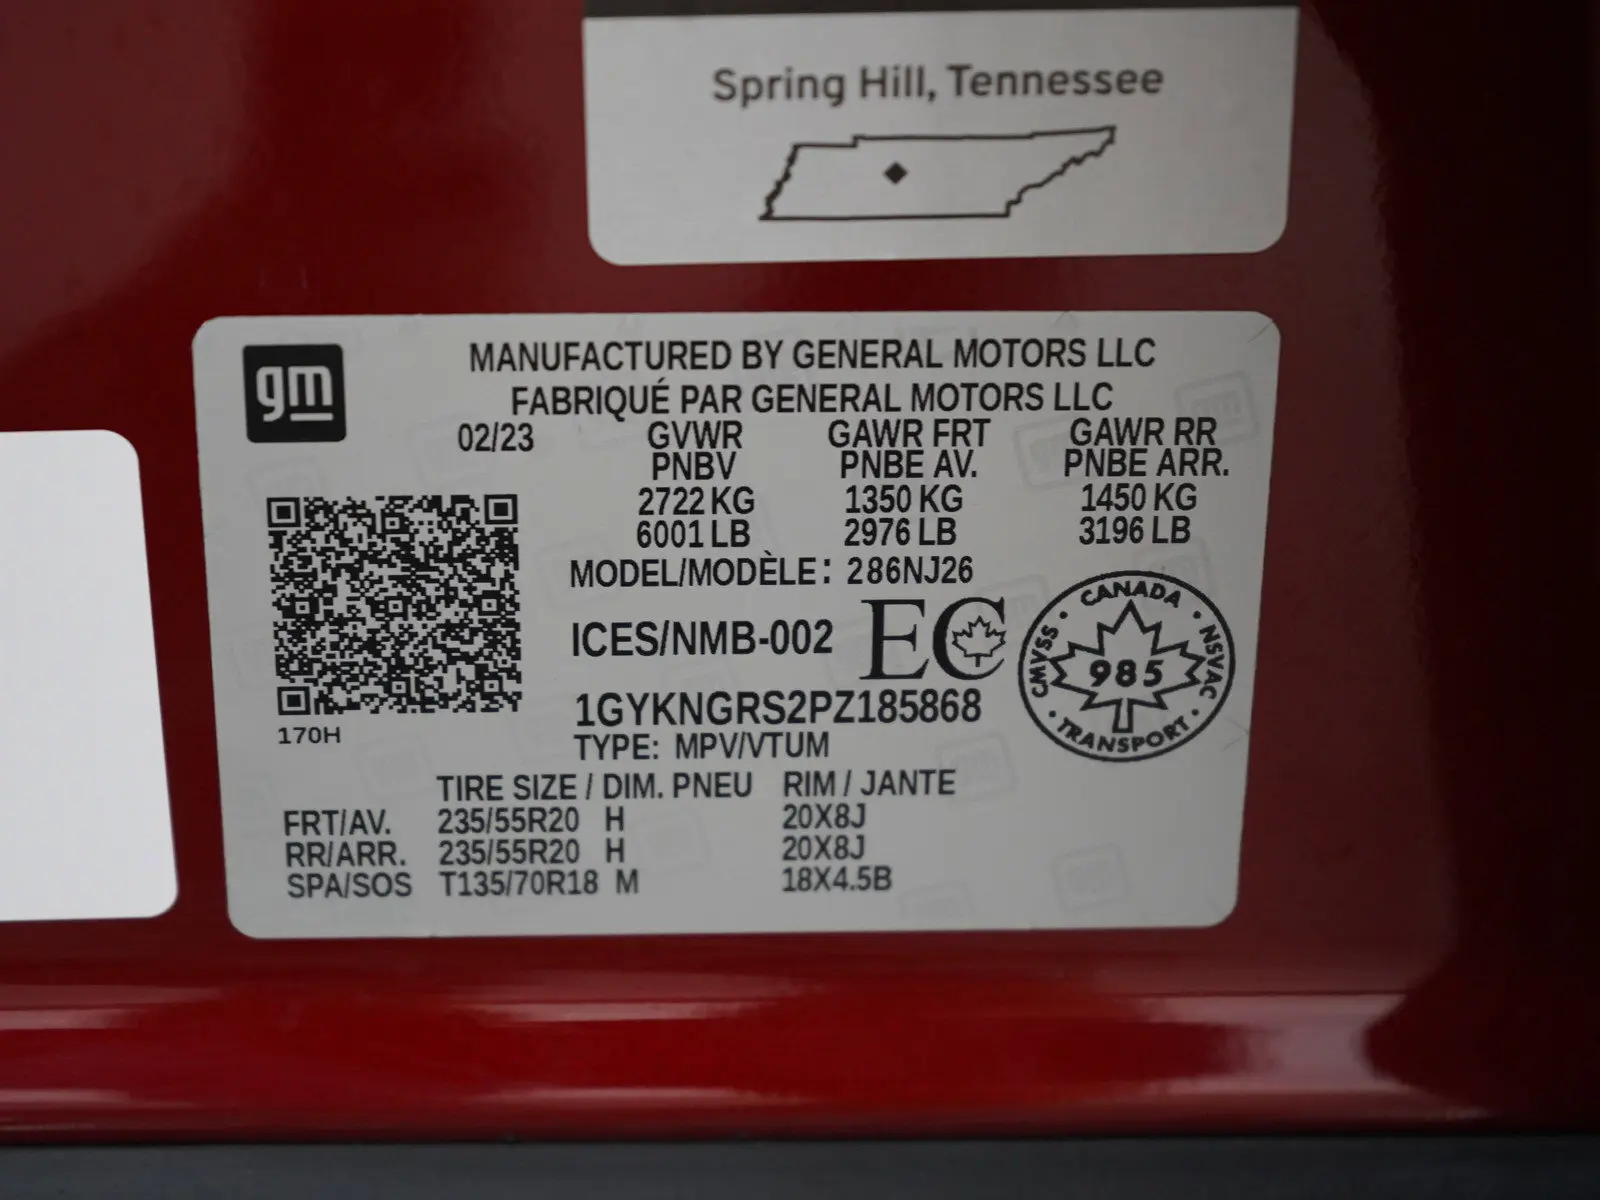 Spring Hill, Tennessee
gm
MANUFACTURED BY GENERAL MOTORS LLC
FABRIQUÉ PAR GENERAL MOTORS LLC
02/23 GVWR GAWR FRT GAWR RR
PNBV PNBE AV. PNBE ARR.
2722 KG 1350 KG 1450 KG
6001 LB 2976 LB 3196 LB
MODEL/MODÈLE: 286NJ26
ICES/NMB-002 EC
CANADA
CMVSS 985 NSVAC
TRANSPORT
1GYKNGRS2PZ185868
170H
TYPE: MPV/VTUM
TIRE SIZE / DIM. PNEU RIM / JANTE
FRT/AV. 235/55R20 H 20X8J
RR/ARR. 235/55R20 H 20X8J
SPA/SOS T135/70R18 M 18X4.5B